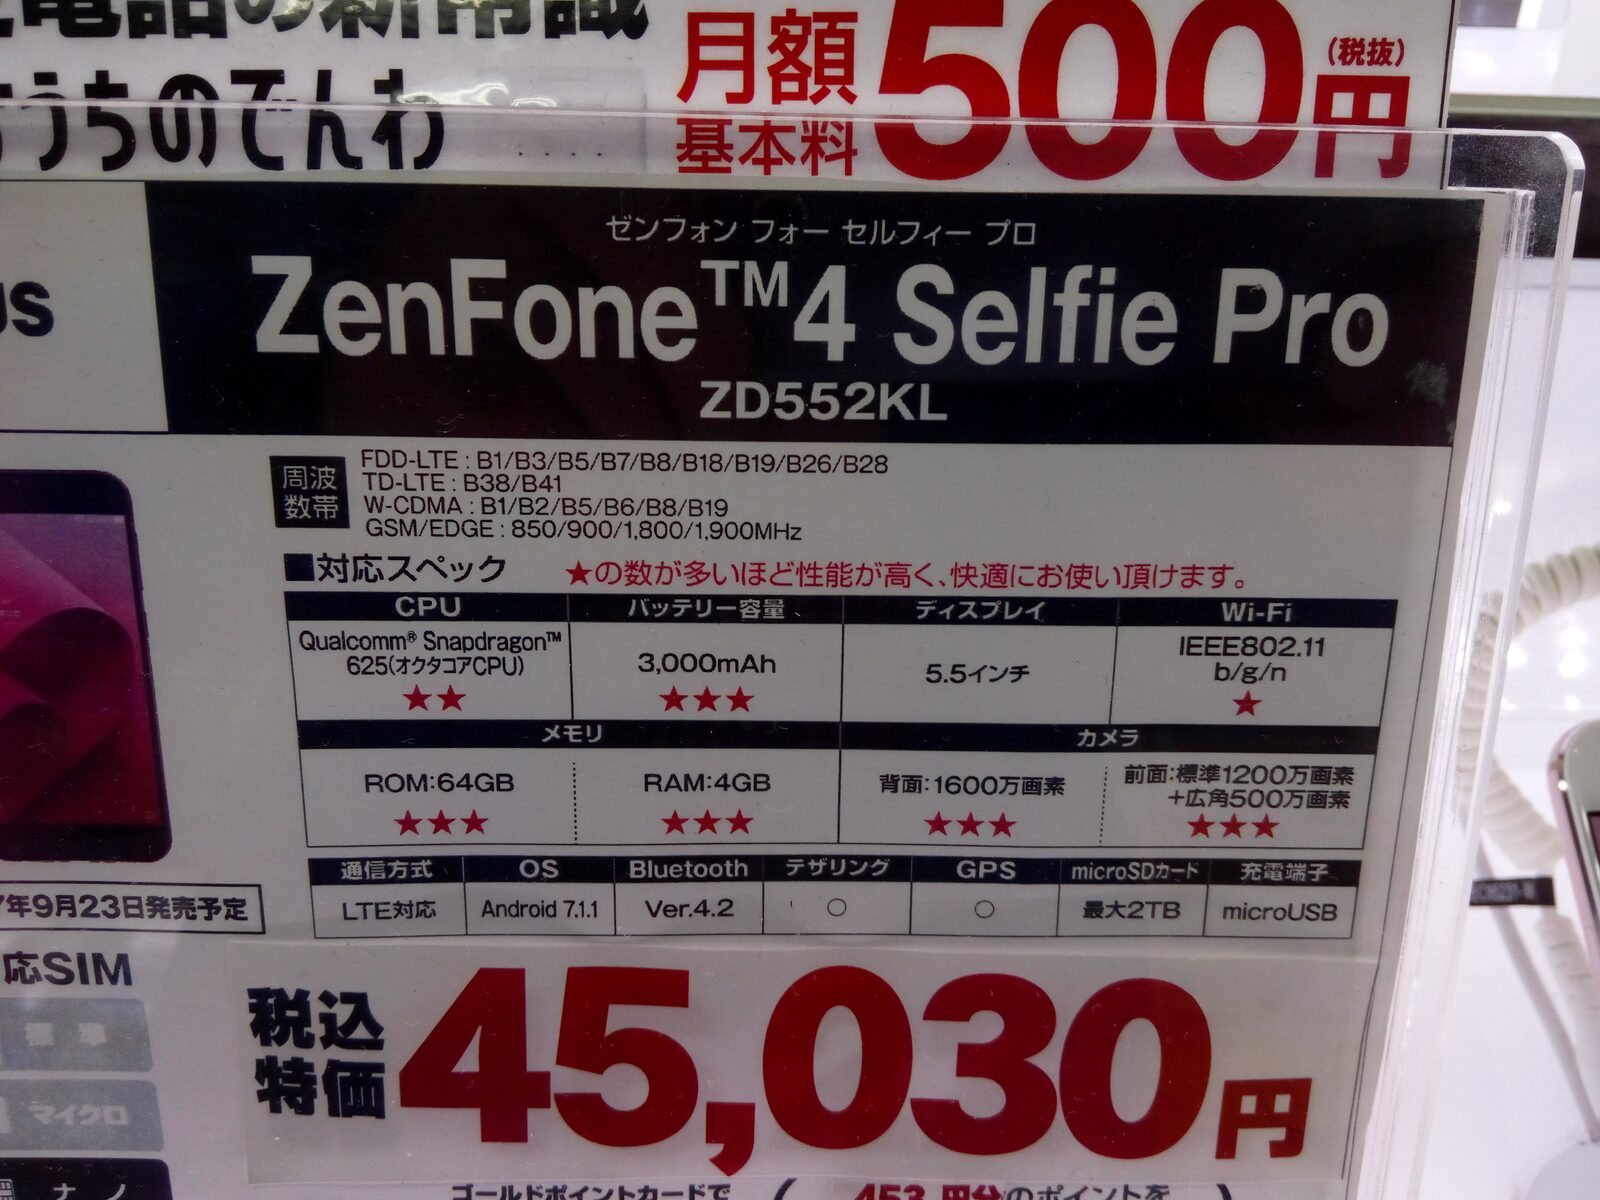 電話の新常識
おうちのでんわ
月額
基本料
500円
(税抜)
ゼンフォン フォー セルフィー プロ
ZenFone™4 Selfie Pro
ZD552KL
周波
数帯
FDD-LTE : B1/B3/B5/B7/B8/B18/B19/B26/B28
TD-LTE : B38/B41
W-CDMA : B1/B2/B5/B6/B8/B19
GSM/EDGE : 850/900/1,800/1,900MHz
■対応スペック ★の数が多いほど性能が高く、快適にお使い頂けます。
CPU バッテリー容量 ディスプレイ Wi-Fi
Qualcomm® Snapdragon™
625(オクタコアCPU)
★★
3,000mAh
★★★
5.5インチ
IEEE802.11
b/g/n
★
メモリ カメラ
ROM:64GB
★★★
RAM:4GB
★★★
背面:1600万画素
★★★
前面:標準1200万画素
+広角500万画素
★★★
通信方式 OS Bluetooth テザリング GPS microSDカード 充電端子
LTE対応 Android 7.1.1 Ver.4.2 ○ ○ 最大2TB microUSB
年9月23日発売予定
応SIM
標準
マイクロ
ナノ
税込
特価
45,030円
ゴールドポイントカードで
(453円分のポイントを)